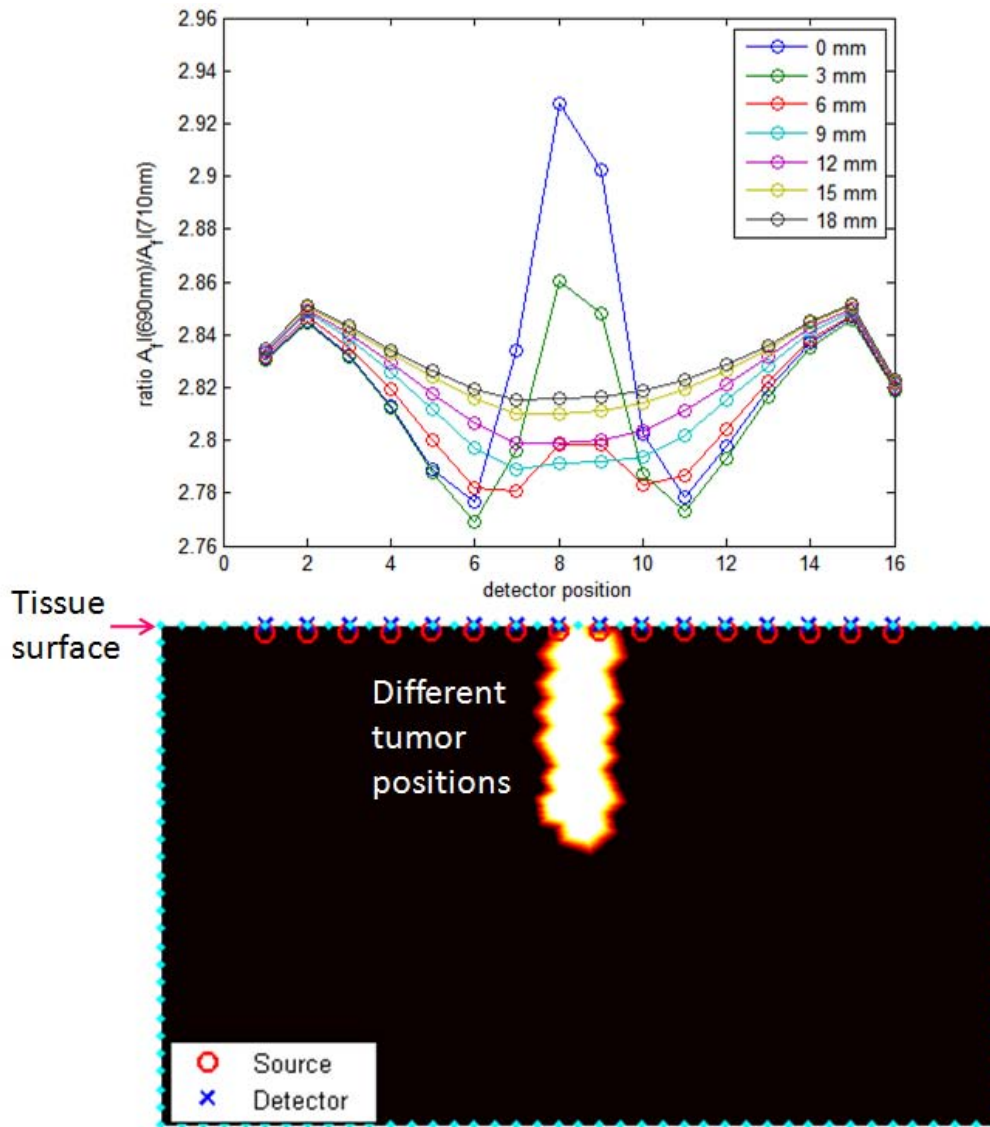 2.96
2.94
2.92
2.9
2.88
2.86
2.84
2.82
2.8
2.78
2.76
ratio A_fI(690nm)/A_fI(710nm)
0 mm
3 mm
6 mm
9 mm
12 mm
15 mm
18 mm
0 2 4 6 8 10 12 14 16
detector position
Tissue
surface
Different
tumor
positions
Source
Detector